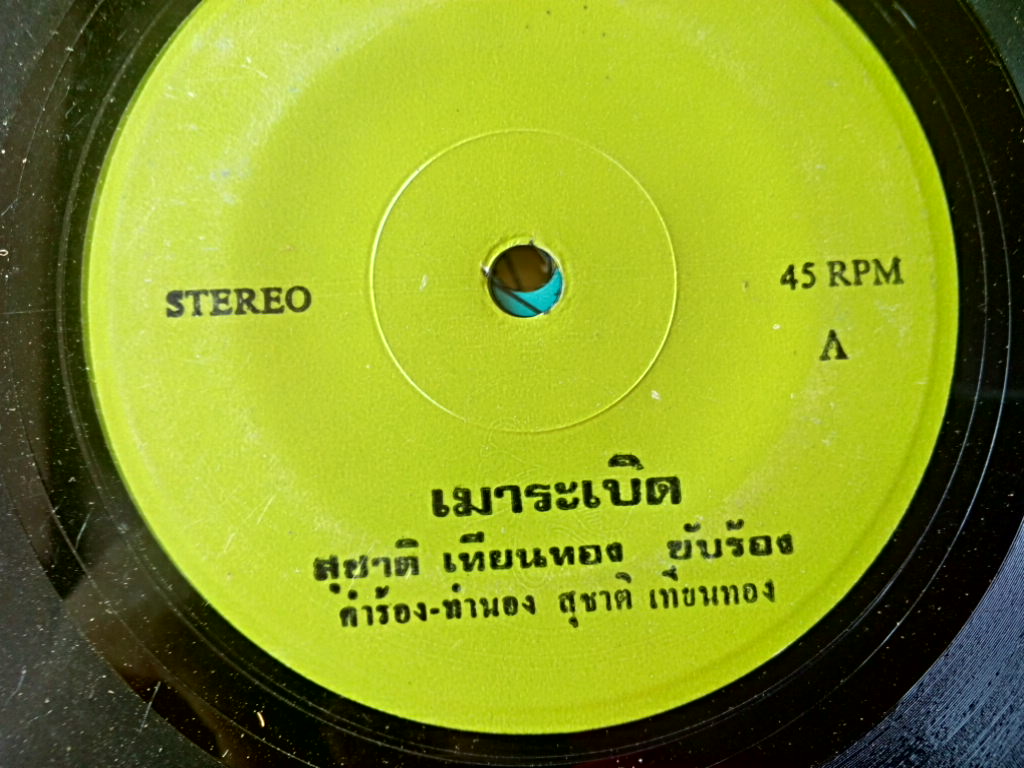 STEREO
45 RPM
A
เมาระเบิด
สุชาติ เทียนทอง ขับร้อง
คำร้อง-ทำนอง สุชาติ เทียนทอง